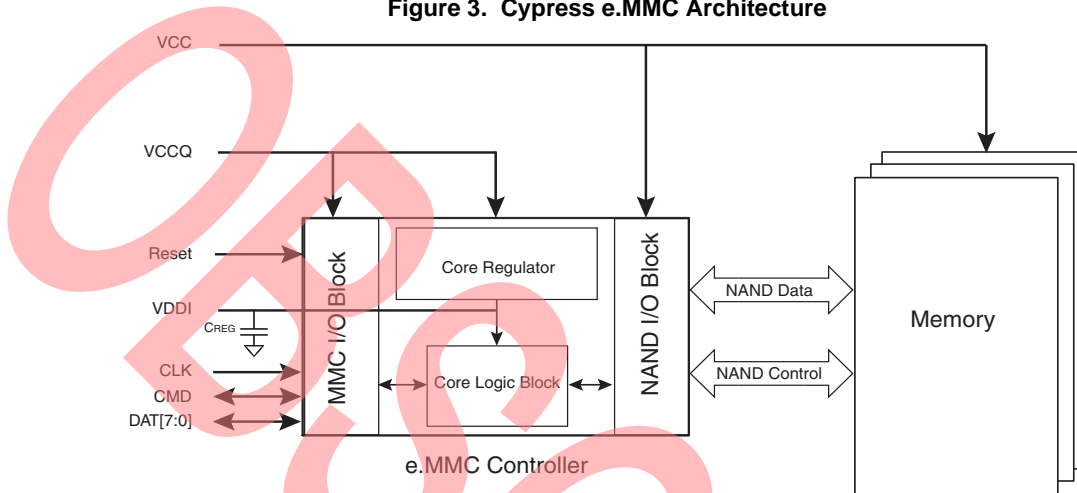 Figure 3. Cypress e.MMC Architecture
VCC
VCCQ
Reset
VDDI
CREG
CLK
CMD
DAT[7:0]
MMC I/O Block
Core Regulator
Core Logic Block
NAND I/O Block
NAND Data
NAND Control
Memory
e.MMC Controller
OBSO